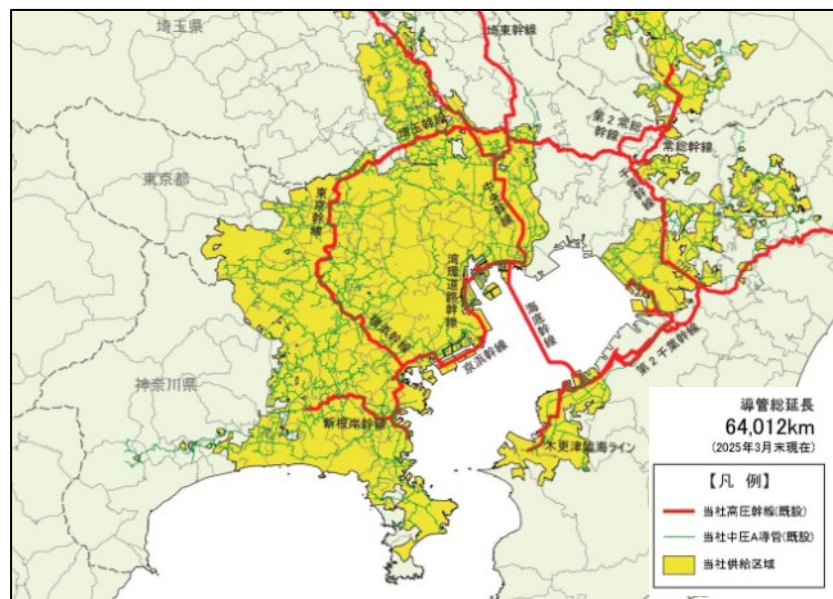 埼玉県
埼東幹線
第2常総
幹線
常総幹線
埼玉幹線
千葉幹線
東京都
東京幹線
中央幹線
湾環道路幹線
海底幹線
横浜幹線
京浜幹線
第2千葉幹線
神奈川県
新根岸幹線
木更津臨海ライン
導管総延長
64,012km
(2025年3月末現在)
【凡 例】
当社高圧幹線(既設)
当社中圧A導管(既設)
当社供給区域